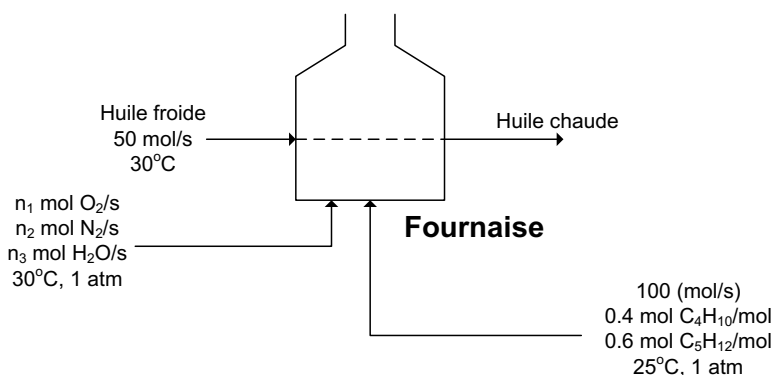 Huile froide
50 mol/s
30°C
Huile chaude
n₁ mol O₂/s
n₂ mol N₂/s
n₃ mol H₂O/s
30°C, 1 atm
Fournaise
100 (mol/s)
0.4 mol C₄H₁₀/mol
0.6 mol C₅H₁₂/mol
25°C, 1 atm